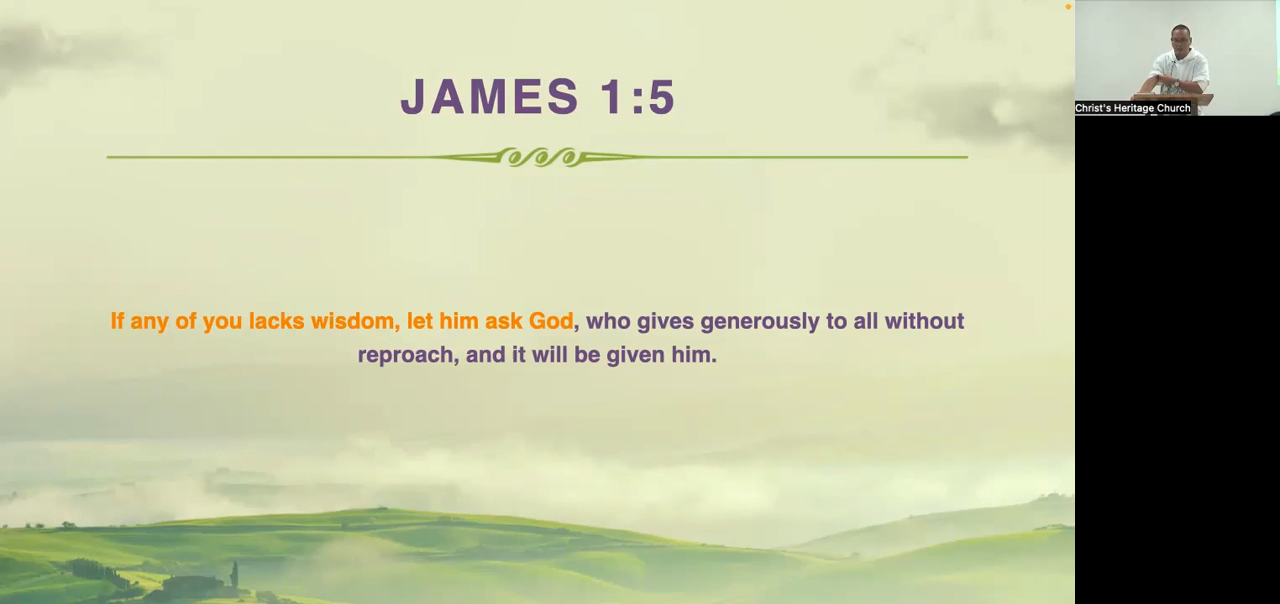 JAMES 1:5
If any of you lacks wisdom, let him ask God, who gives generously to all without
reproach, and it will be given him.
Christ's Heritage Church